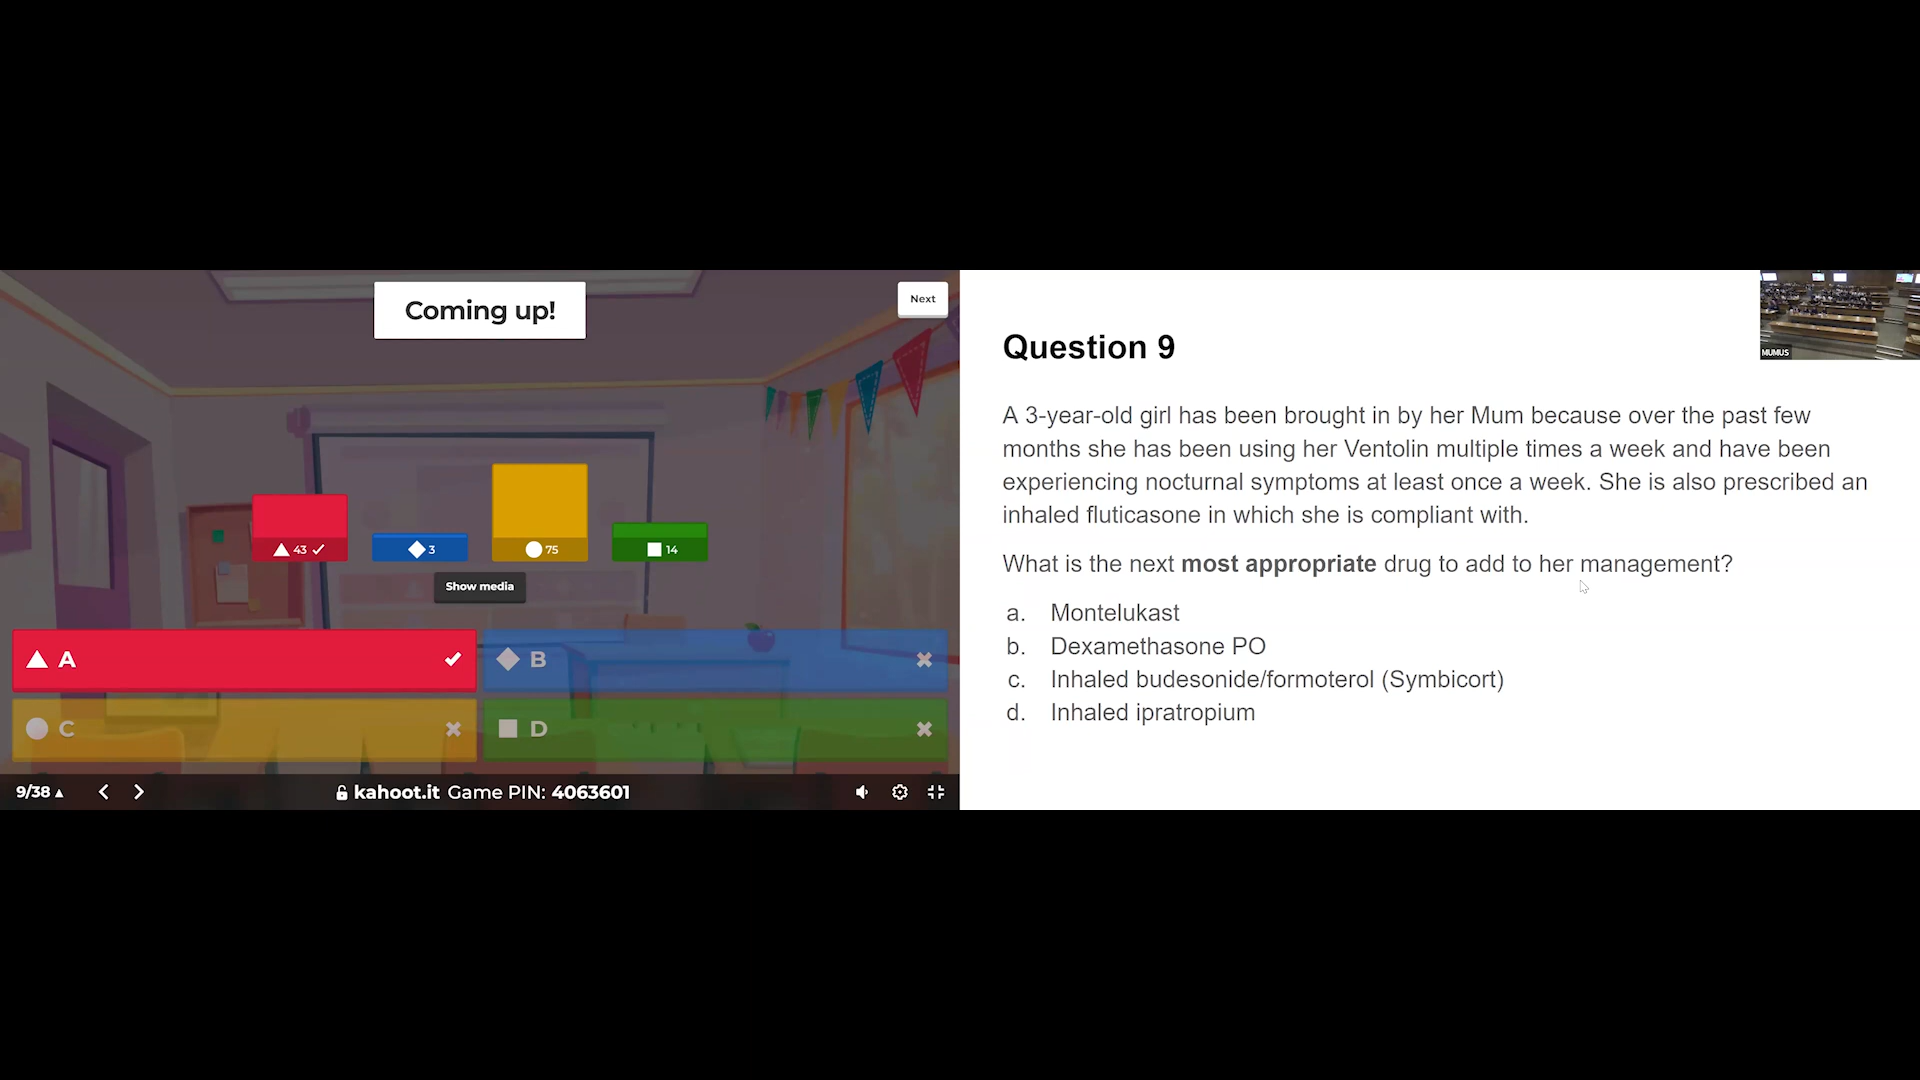 Coming up!
Next
43
3
75
14
Show media
A
B
C
D
9/38
kahoot.it Game PIN: 4063601
MUMUS
Question 9
A 3-year-old girl has been brought in by her Mum because over the past few
months she has been using her Ventolin multiple times a week and have been
experiencing nocturnal symptoms at least once a week. She is also prescribed an
inhaled fluticasone in which she is compliant with.
What is the next most appropriate drug to add to her management?
a. Montelukast
b. Dexamethasone PO
c. Inhaled budesonide/formoterol (Symbicort)
d. Inhaled ipratropium